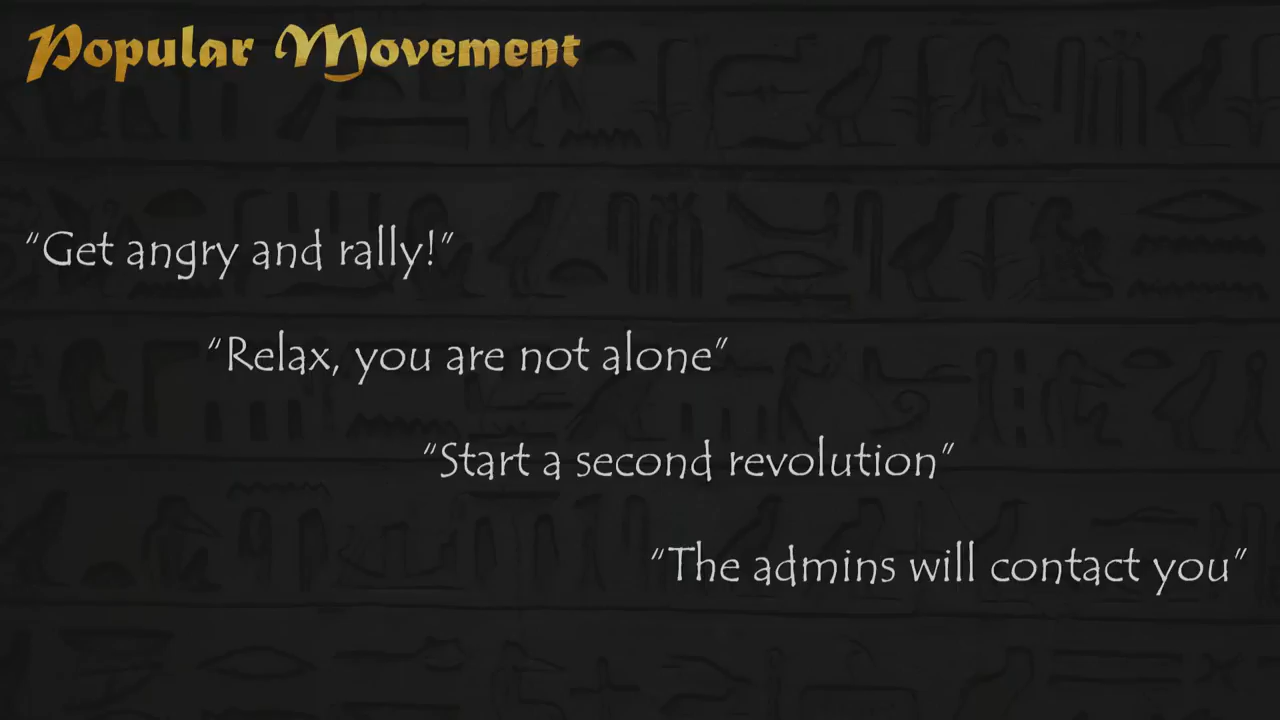 Popular Movement
“Get angry and rally!”
“Relax, you are not alone”
“Start a second revolution”
“The admins will contact you”